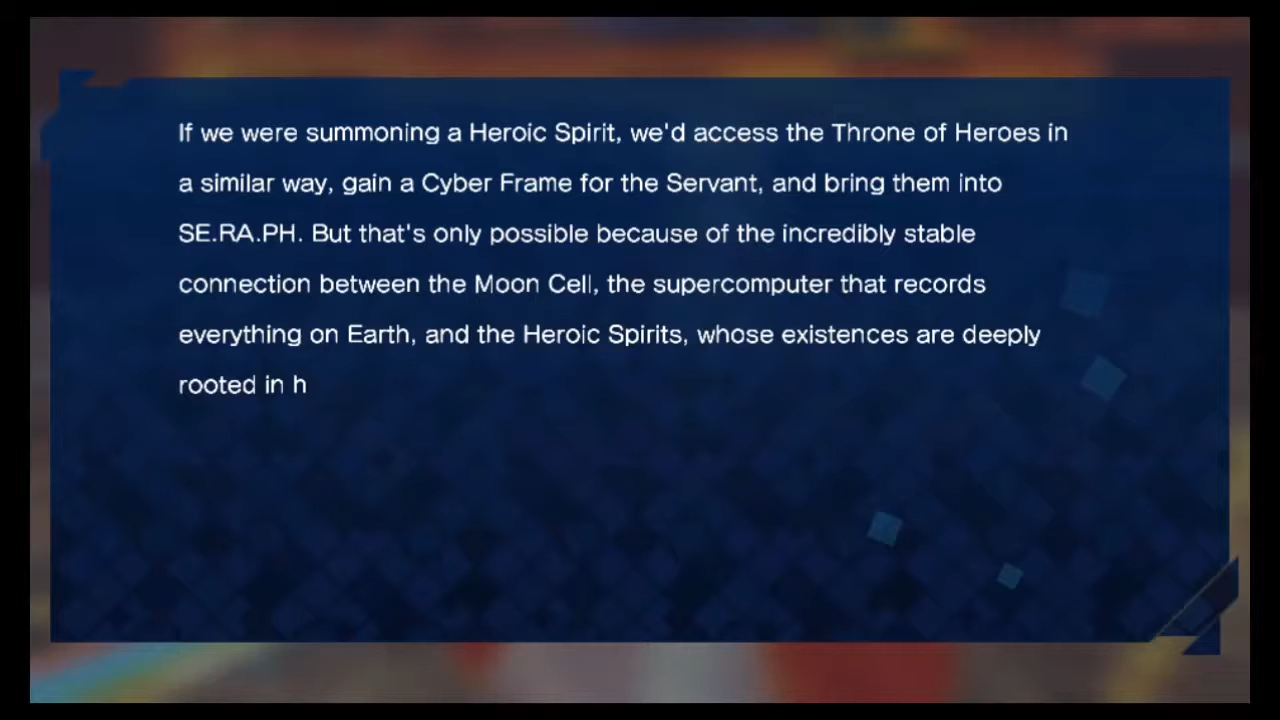 If we were summoning a Heroic Spirit, we'd access the Throne of Heroes in
a similar way, gain a Cyber Frame for the Servant, and bring them into
SE.RA.PH. But that's only possible because of the incredibly stable
connection between the Moon Cell, the supercomputer that records
everything on Earth, and the Heroic Spirits, whose existences are deeply
rooted in h